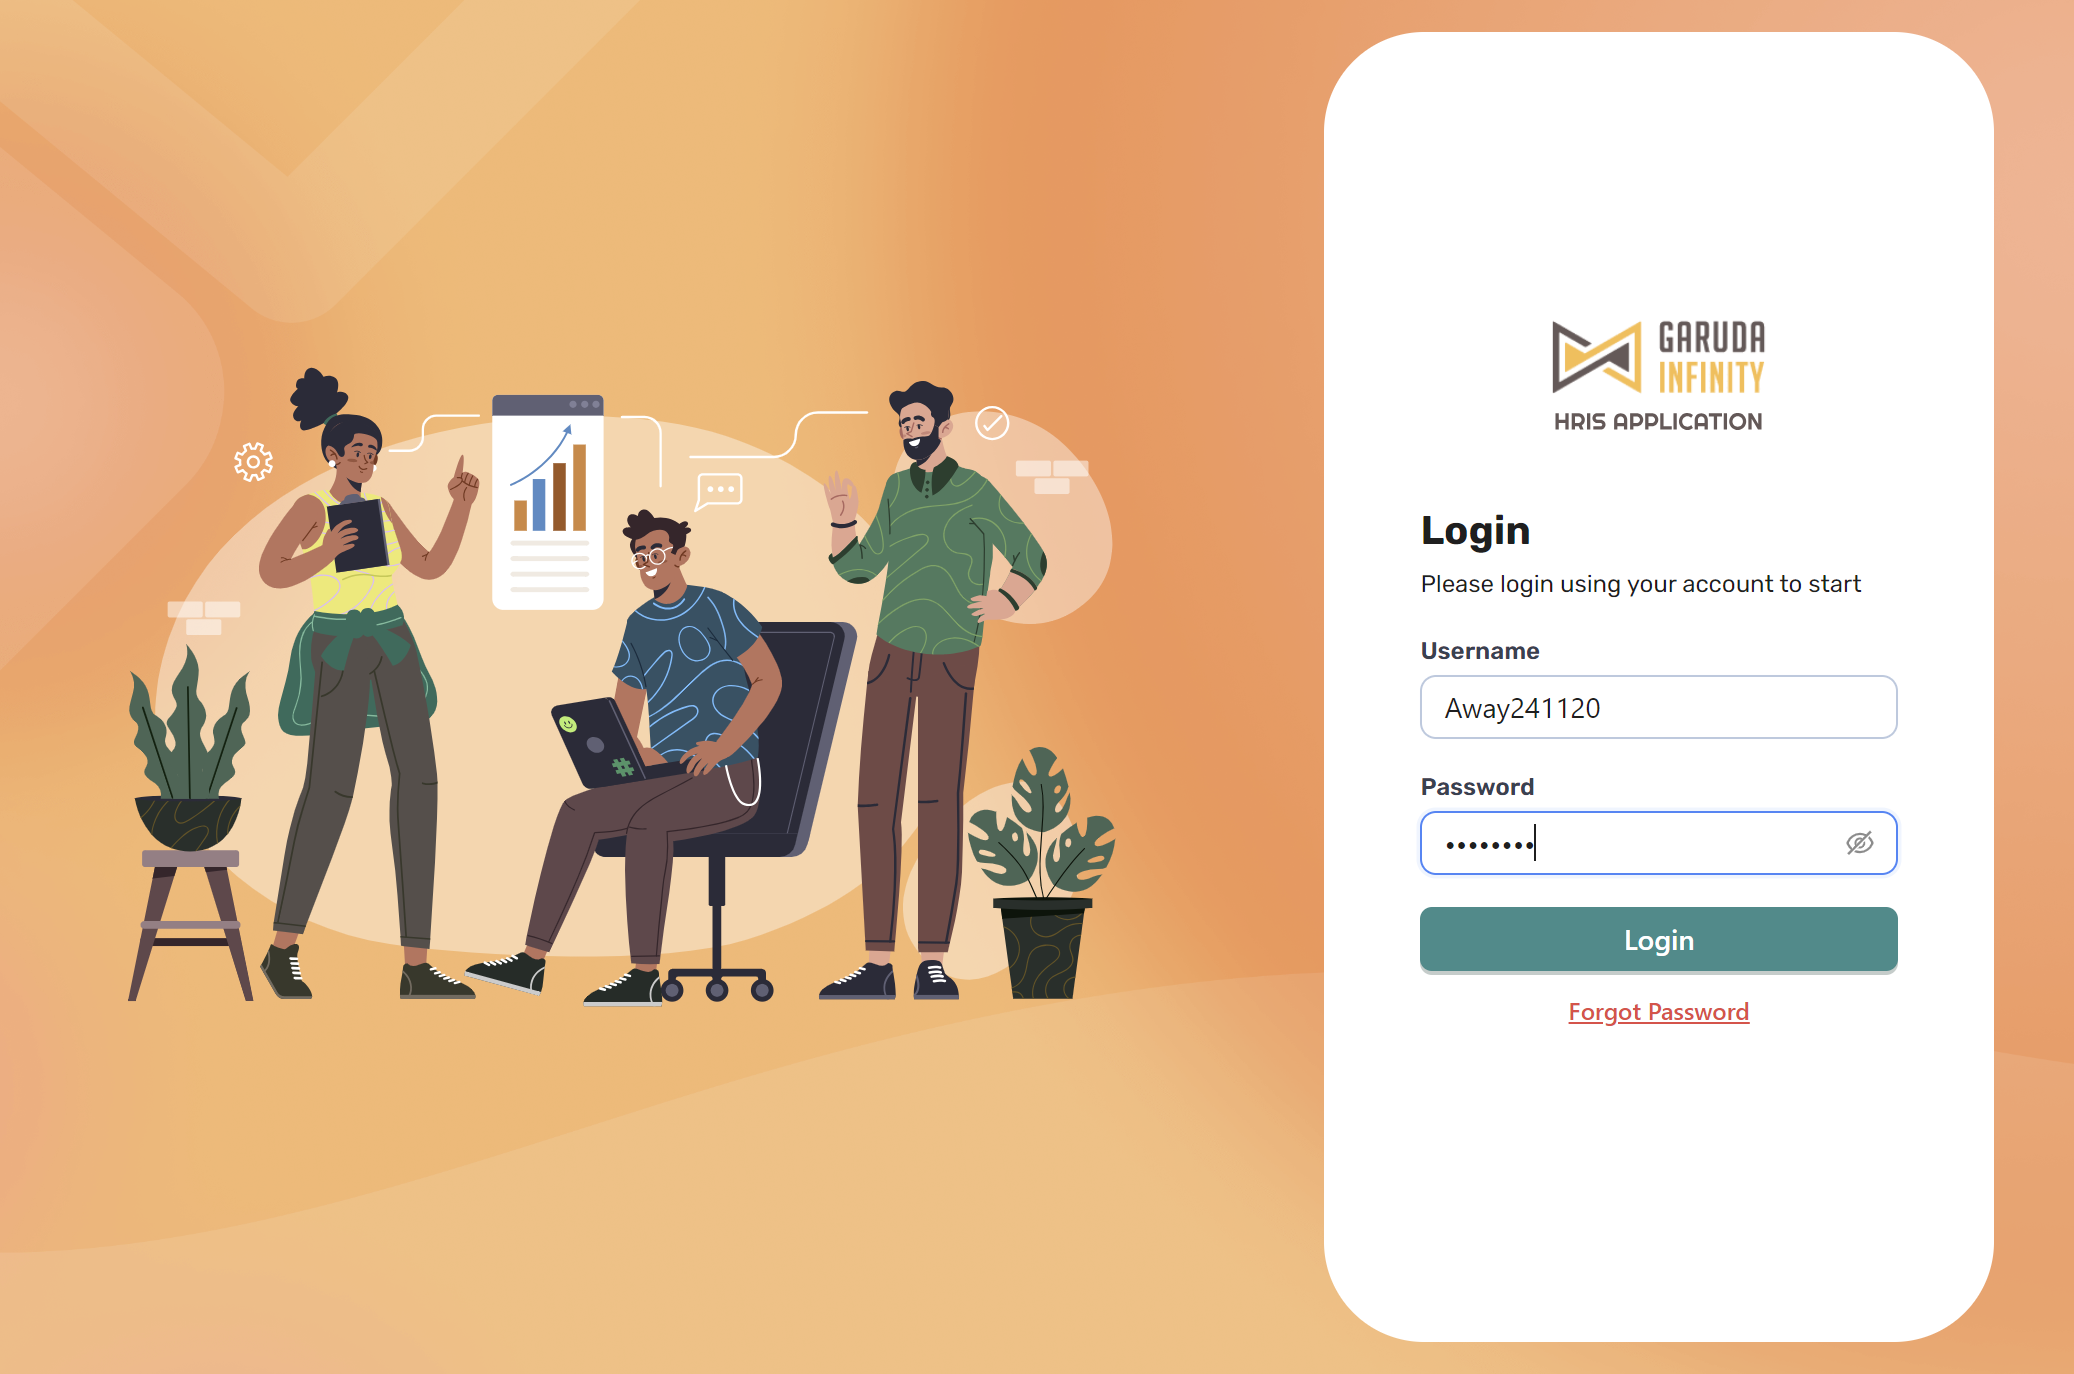 GARUDA
INFINITY
HRIS APPLICATION
Login
Please login using your account to start
Username
Away241120
Password
••••••••
Login
Forgot Password